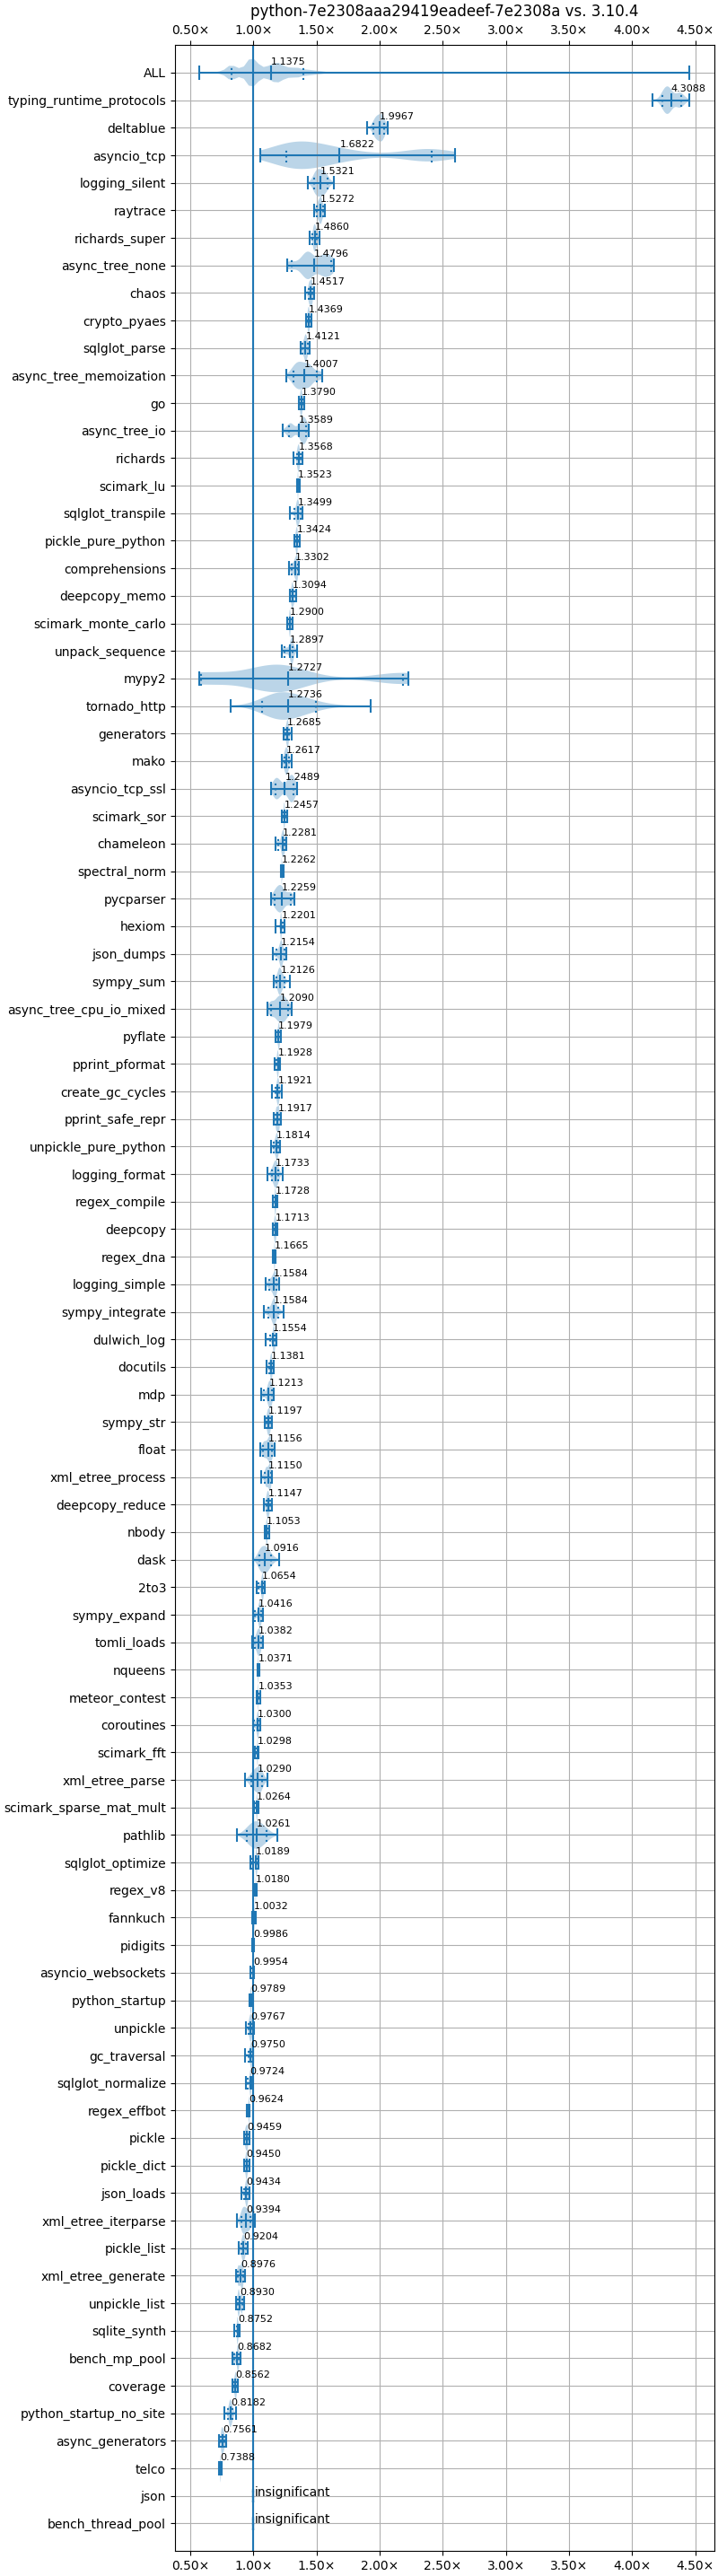 python-7e2308aaa29419eadeef-7e2308a vs. 3.10.4
0.50× 1.00× 1.50× 2.00× 2.50× 3.00× 3.50× 4.00× 4.50×
ALL 1.1375
typing_runtime_protocols 4.3088
deltablue 1.9967
asyncio_tcp 1.6822
logging_silent 1.5321
raytrace 1.5272
richards_super 1.4860
async_tree_none 1.4796
chaos 1.4517
crypto_pyaes 1.4369
sqlglot_parse 1.4121
async_tree_memoization 1.4007
go 1.3790
async_tree_io 1.3589
richards 1.3568
scimark_lu 1.3523
sqlglot_transpile 1.3499
pickle_pure_python 1.3424
comprehensions 1.3302
deepcopy_memo 1.3094
scimark_monte_carlo 1.2900
unpack_sequence 1.2897
mypy2 1.2727
tornado_http 1.2736
generators 1.2685
mako 1.2617
asyncio_tcp_ssl 1.2489
scimark_sor 1.2457
chameleon 1.2281
spectral_norm 1.2262
pycparser 1.2259
hexiom 1.2201
json_dumps 1.2154
sympy_sum 1.2126
async_tree_cpu_io_mixed 1.2090
pyflate 1.1979
pprint_pformat 1.1928
create_gc_cycles 1.1921
pprint_safe_repr 1.1917
unpickle_pure_python 1.1814
logging_format 1.1733
regex_compile 1.1728
deepcopy 1.1713
regex_dna 1.1665
logging_simple 1.1584
sympy_integrate 1.1584
dulwich_log 1.1554
docutils 1.1381
mdp 1.1213
sympy_str 1.1197
float 1.1156
xml_etree_process 1.1150
deepcopy_reduce 1.1147
nbody 1.1053
dask 1.0916
2to3 1.0654
sympy_expand 1.0416
tomli_loads 1.0382
nqueens 1.0371
meteor_contest 1.0353
coroutines 1.0300
scimark_fft 1.0298
xml_etree_parse 1.0290
scimark_sparse_mat_mult 1.0264
pathlib 1.0261
sqlglot_optimize 1.0189
regex_v8 1.0180
fannkuch 1.0032
pidigits 0.9986
asyncio_websockets 0.9954
python_startup 0.9789
unpickle 0.9767
gc_traversal 0.9750
sqlglot_normalize 0.9724
regex_effbot 0.9624
pickle 0.9459
pickle_dict 0.9450
json_loads 0.9434
xml_etree_iterparse 0.9394
pickle_list 0.9204
xml_etree_generate 0.8976
unpickle_list 0.8930
sqlite_synth 0.8752
bench_mp_pool 0.8682
coverage 0.8562
python_startup_no_site 0.8182
async_generators 0.7561
telco 0.7388
json insignificant
bench_thread_pool insignificant
0.50× 1.00× 1.50× 2.00× 2.50× 3.00× 3.50× 4.00× 4.50×